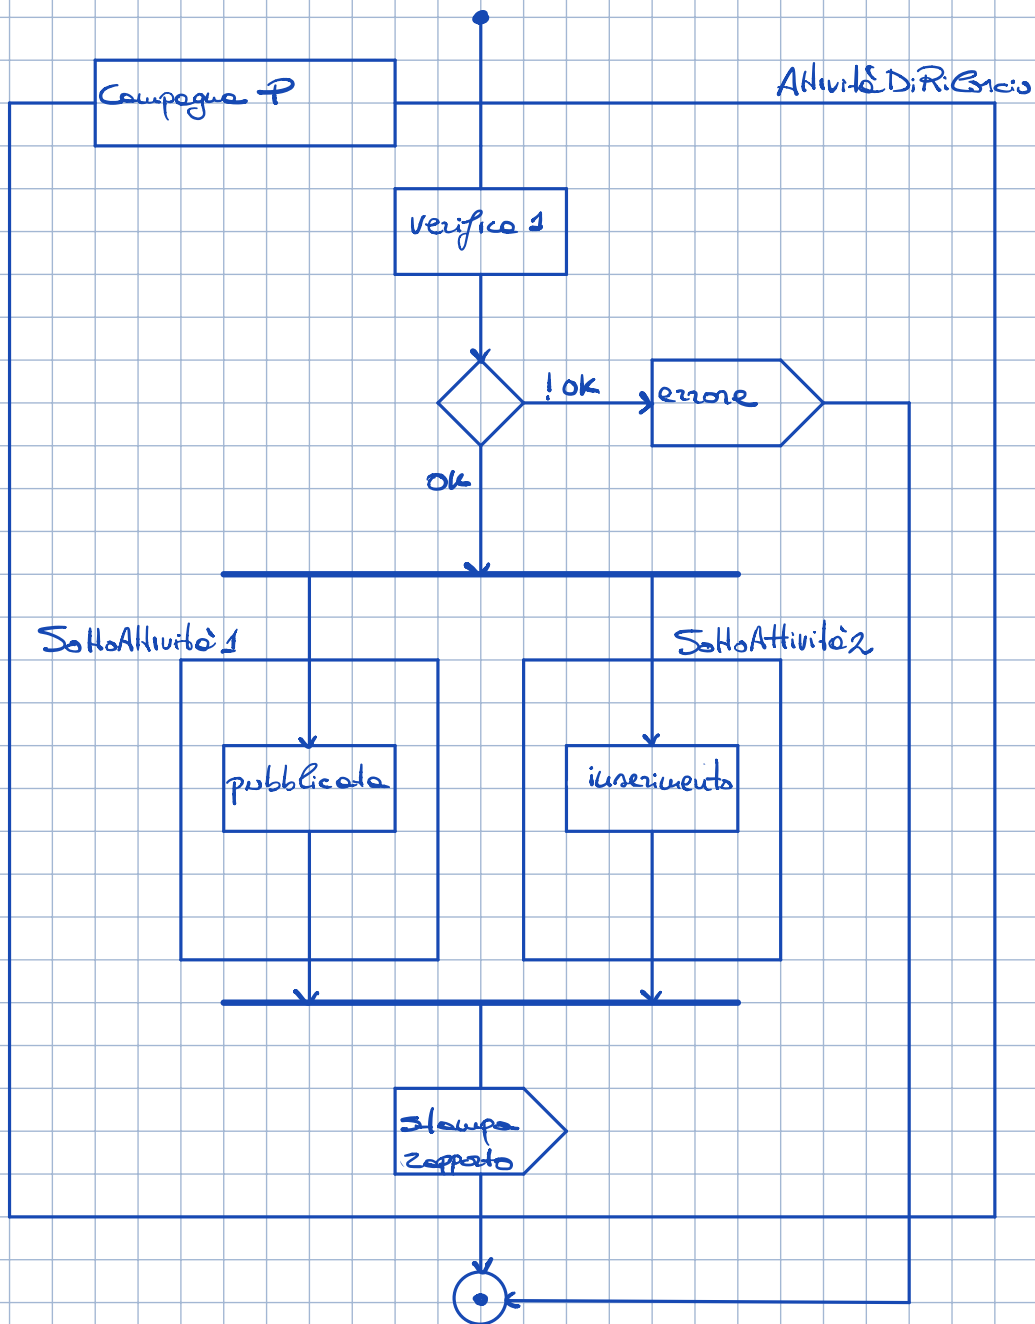 Campagna P
AttivitàDiRilancio
verifica 1
! OK
errore
OK
SottoAttività1
SottoAttività2
pubblicata
inserimento
stampa
rapporto